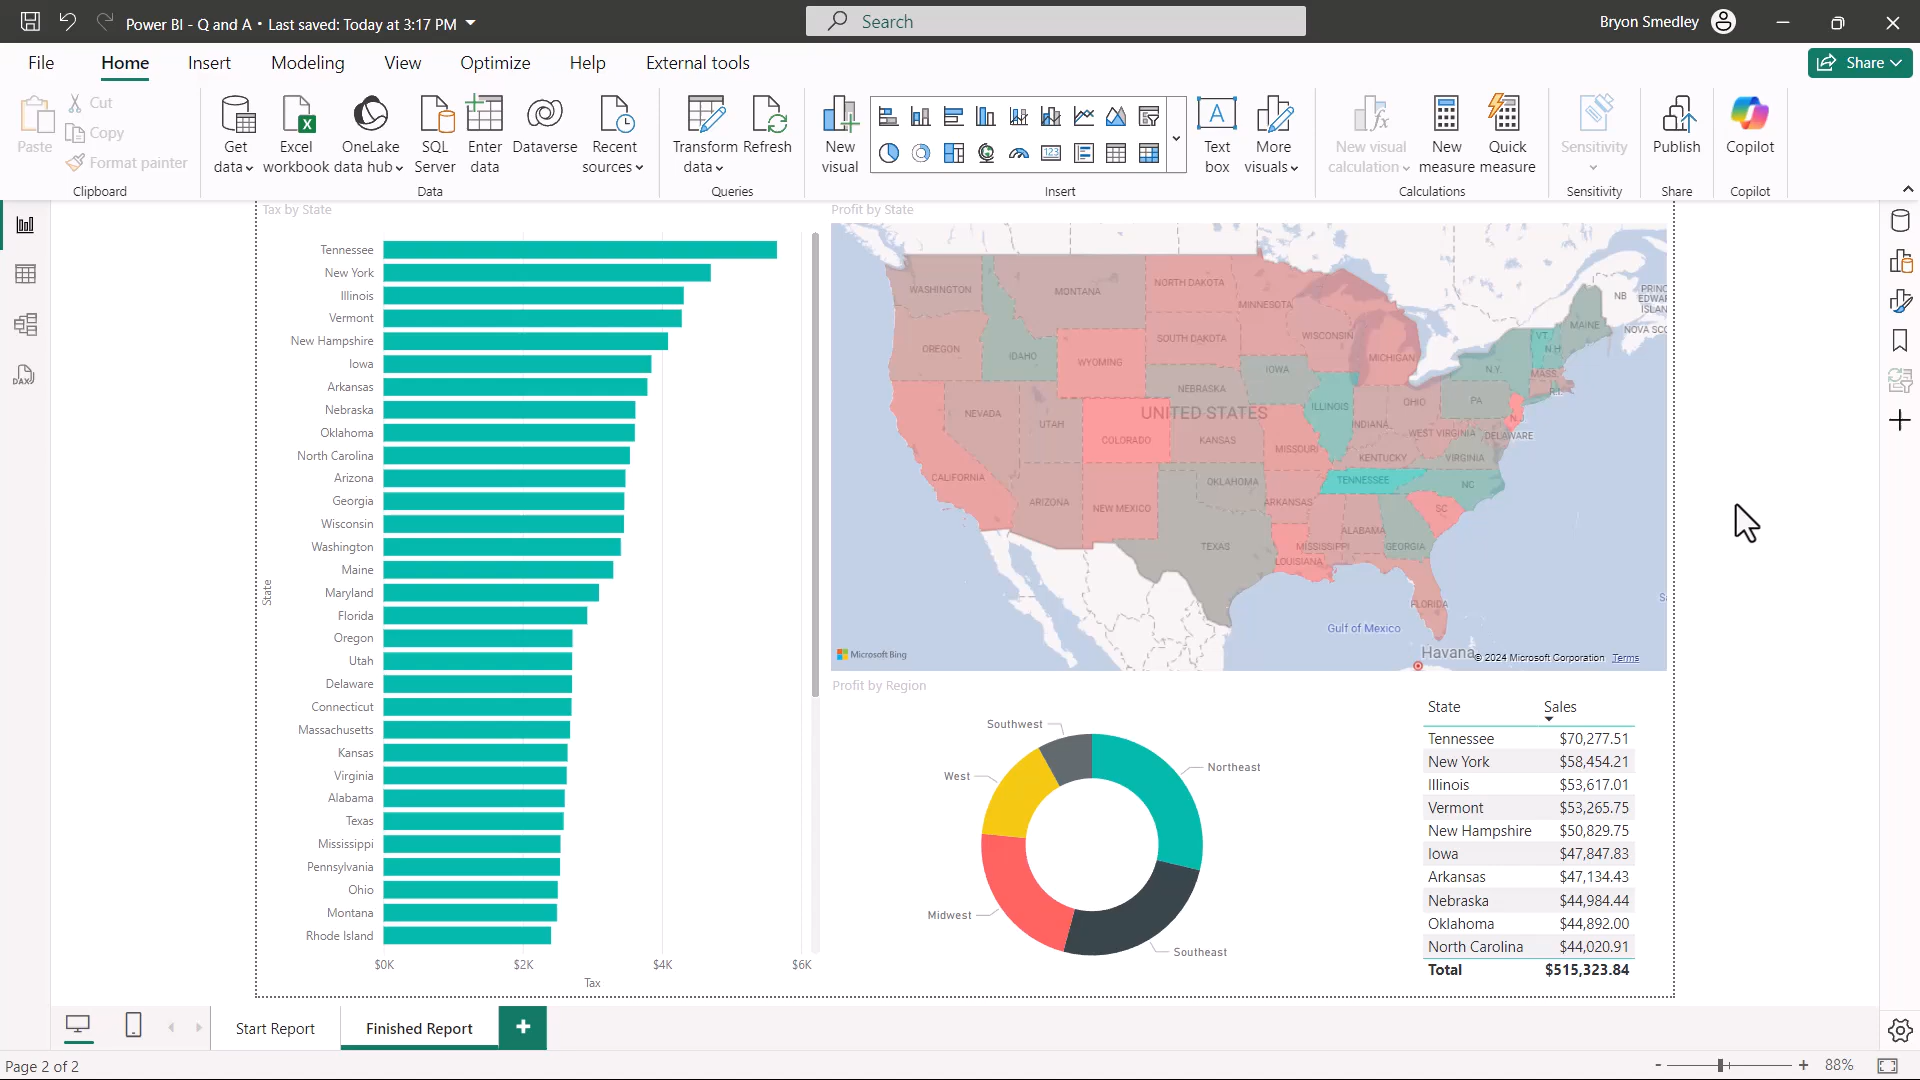 Power BI - Q and A • Last saved: Today at 3:17 PM
Search
Bryon Smedley
File
Home
Insert
Modeling
View
Optimize
Help
External tools
Share
Paste
Cut
Copy
Format painter
Clipboard
Get data
Excel workbook
OneLake data hub
SQL Server
Enter data
Dataverse
Recent sources
Data
Transform data
Refresh
Queries
New visual
123
A
Text box
More visuals
Insert
New visual calculation
New measure
Quick measure
Calculations
Sensitivity
Sensitivity
Publish
Share
Copilot
Copilot
DAX
Tax by State
Tennessee
New York
Illinois
Vermont
New Hampshire
Iowa
Arkansas
Nebraska
Oklahoma
North Carolina
Arizona
Georgia
Wisconsin
Washington
Maine
Maryland
Florida
Oregon
Utah
Delaware
Connecticut
Massachusetts
Kansas
Virginia
Alabama
Texas
Mississippi
Pennsylvania
Ohio
Montana
Rhode Island
State
$0K
$2K
$4K
$6K
Tax
Profit by State
WASHINGTON
MONTANA
NORTH DAKOTA
MINNESOTA
OREGON
IDAHO
WYOMING
SOUTH DAKOTA
WISCONSIN
MICHIGAN
NB
PRINC
EDWAR
ISLAN
MAINE
NOVA SCO
VT
N.H
N.Y.
MASS
R.I.
NEVADA
UTAH
COLORADO
NEBRASKA
UNITED STATES
KANSAS
IOWA
ILLINOIS
INDIANA
OHIO
PA
N.J
WEST VIRGINIA
DELAWARE
MISSOURI
KENTUCKY
VIRGINIA
CALIFORNIA
ARIZONA
NEW MEXICO
OKLAHOMA
ARKANSAS
TENNESSEE
NC
SC
TEXAS
LOUISIANA
MISSISSIPPI
ALABAMA
GEORGIA
FLORIDA
S
Gulf of Mexico
Havana
Microsoft Bing
© 2024 Microsoft Corporation
Terms
Profit by Region
Southwest
West
Northeast
Midwest
Southeast
State Sales
Tennessee $70,277.51
New York $58,454.21
Illinois $53,617.01
Vermont $53,265.75
New Hampshire $50,829.75
Iowa $47,847.83
Arkansas $47,134.43
Nebraska $44,984.44
Oklahoma $44,892.00
North Carolina $44,020.91
Total $515,323.84
Start Report
Finished Report
+
Page 2 of 2
- + 88%